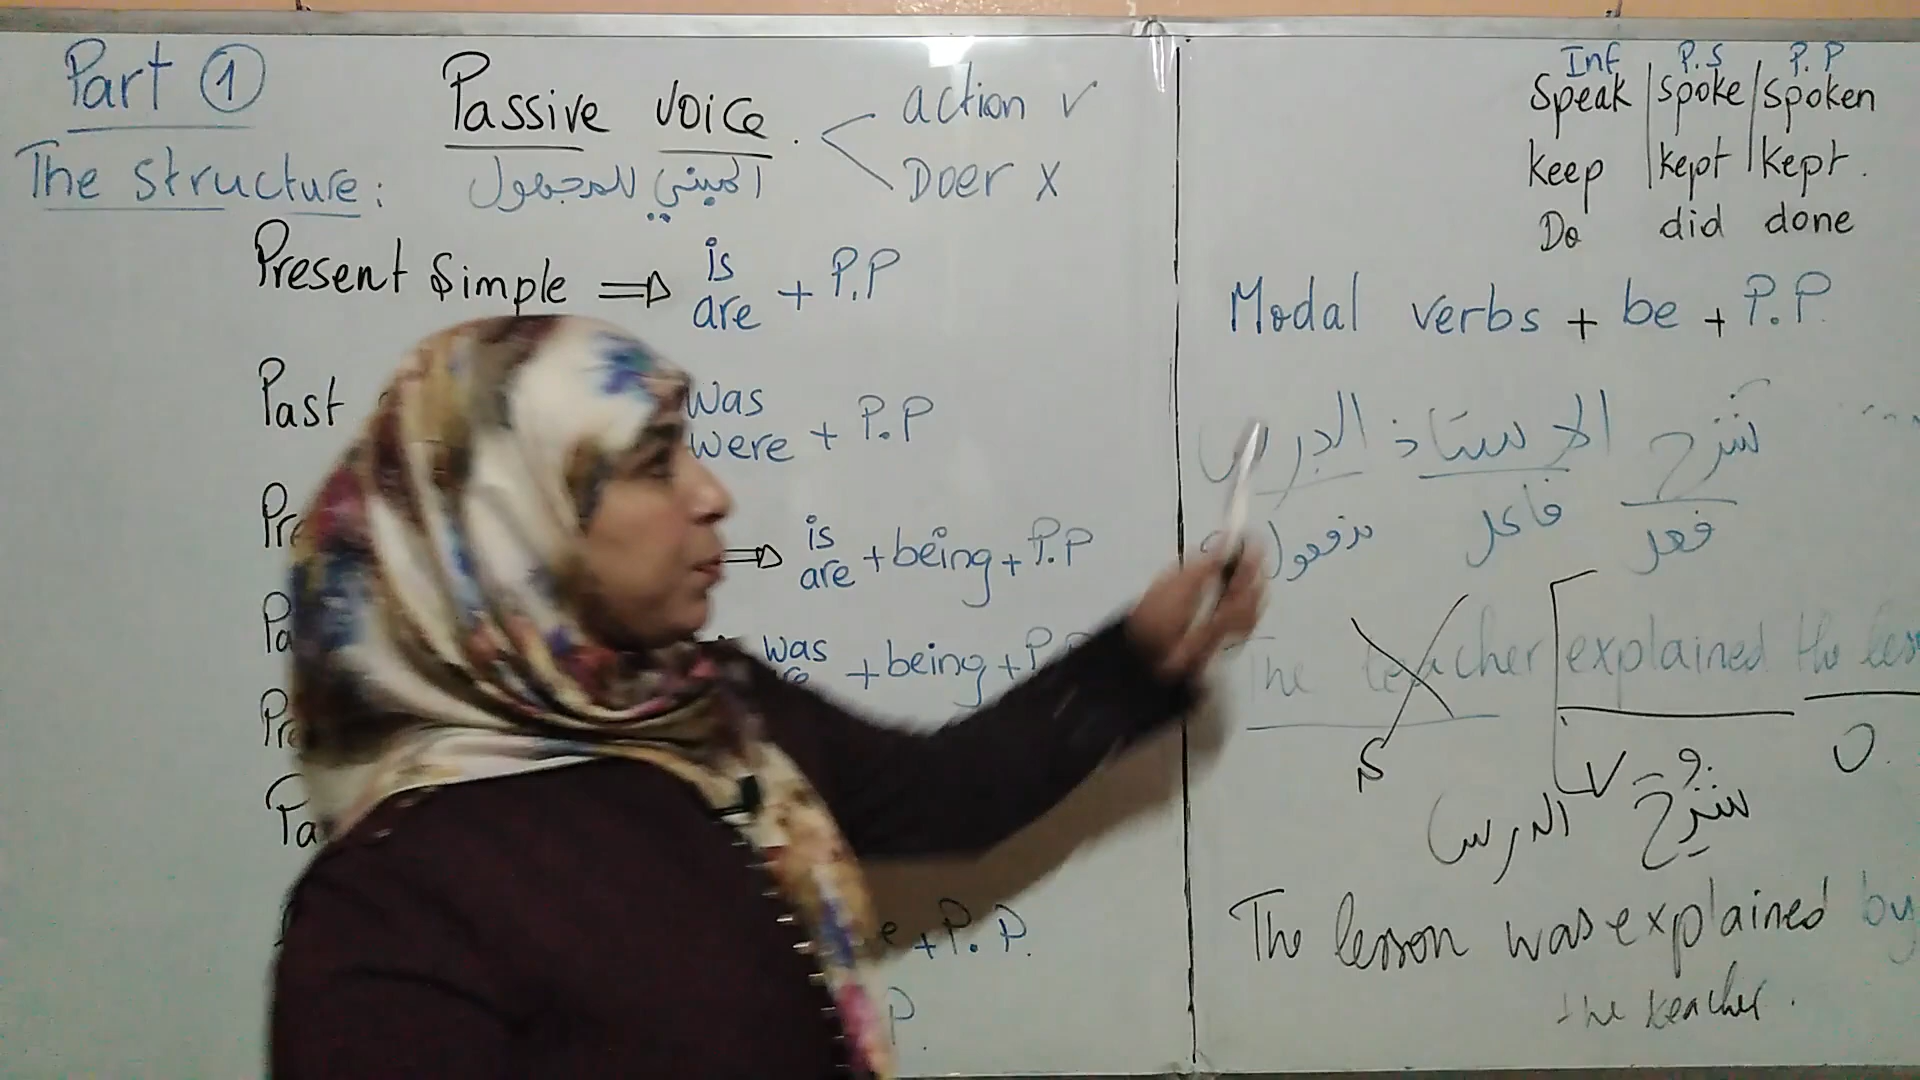 Part ①
The structure:
Passive voice.
المبني للمجهول
action ✓
Doer X
Present Simple ⇒ is are + P.P
Past was were + P.P
⇒ is are + being + P.P
was + being + P.P
+ P.P.
P
Inf | P.S | P.P
Speak | spoke | spoken
keep | kept | kept.
Do did done
Modal verbs + be + P.P
شرح الاستاذ الدرس
فعل فاعل مفعول
The teacher explained the
S V O.
شُرِح الدرس
The lesson was explained by
the teacher.